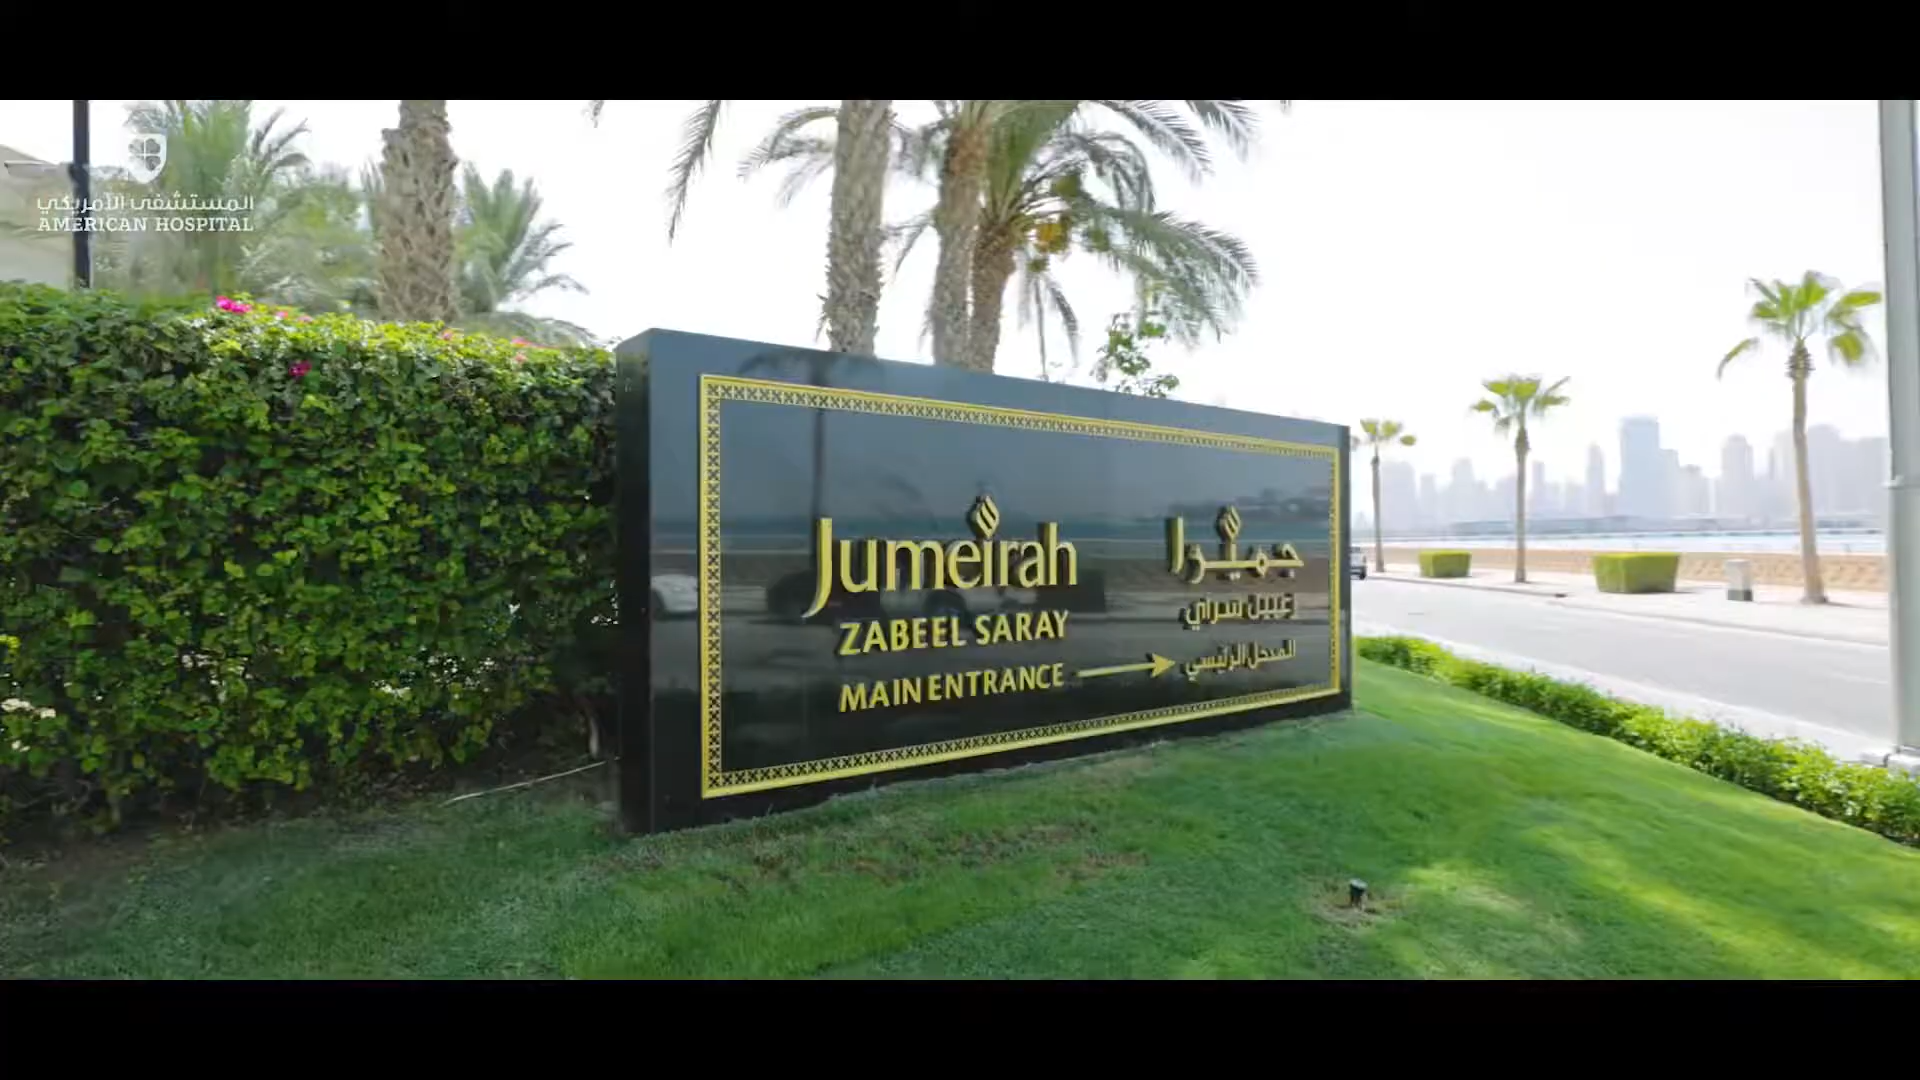 المستشفى الأمريكي
AMERICAN HOSPITAL
Jumeirah
ZABEEL SARAY
MAIN ENTRANCE
جميرا
زعبيل سراي
المدخل الرئيسي